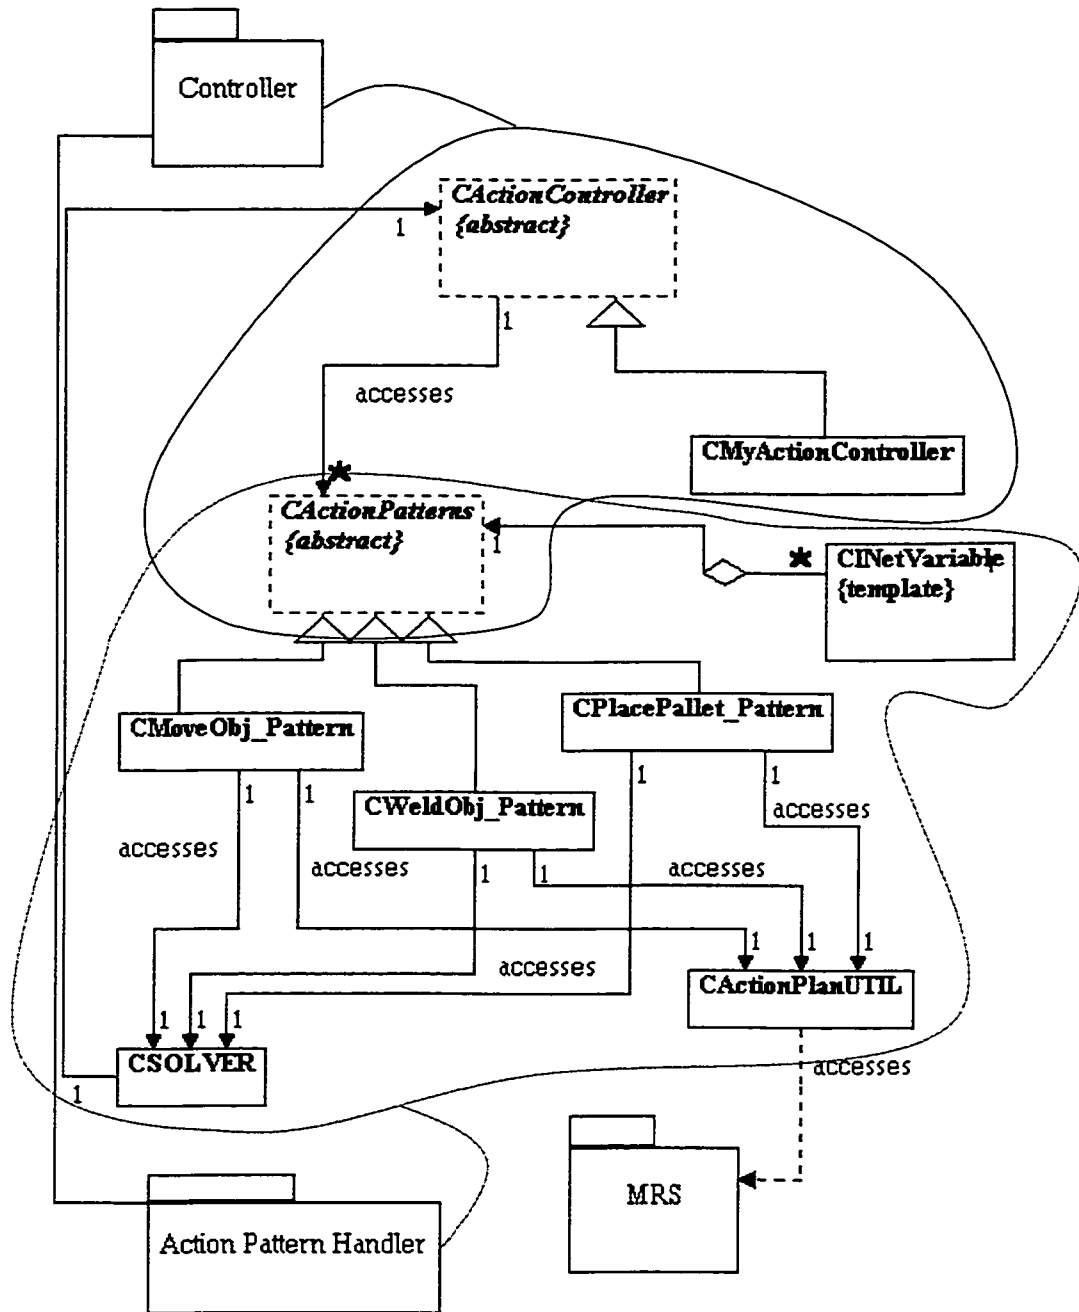 Controller
CActionController
{abstract}
1
1
accesses
CMyActionController
*
CActionPatterns
{abstract}
1
*
CINetVariable
{template}
CMoveObj_Pattern
CPlacePallet_Pattern
1
1
1
1
CWeldObj_Pattern
accesses
accesses
accesses
accesses
1
1
accesses
1
1
1
CActionPlanUTIL
1
1
1
CSOLVER
1
accesses
MRS
Action Pattern Handler